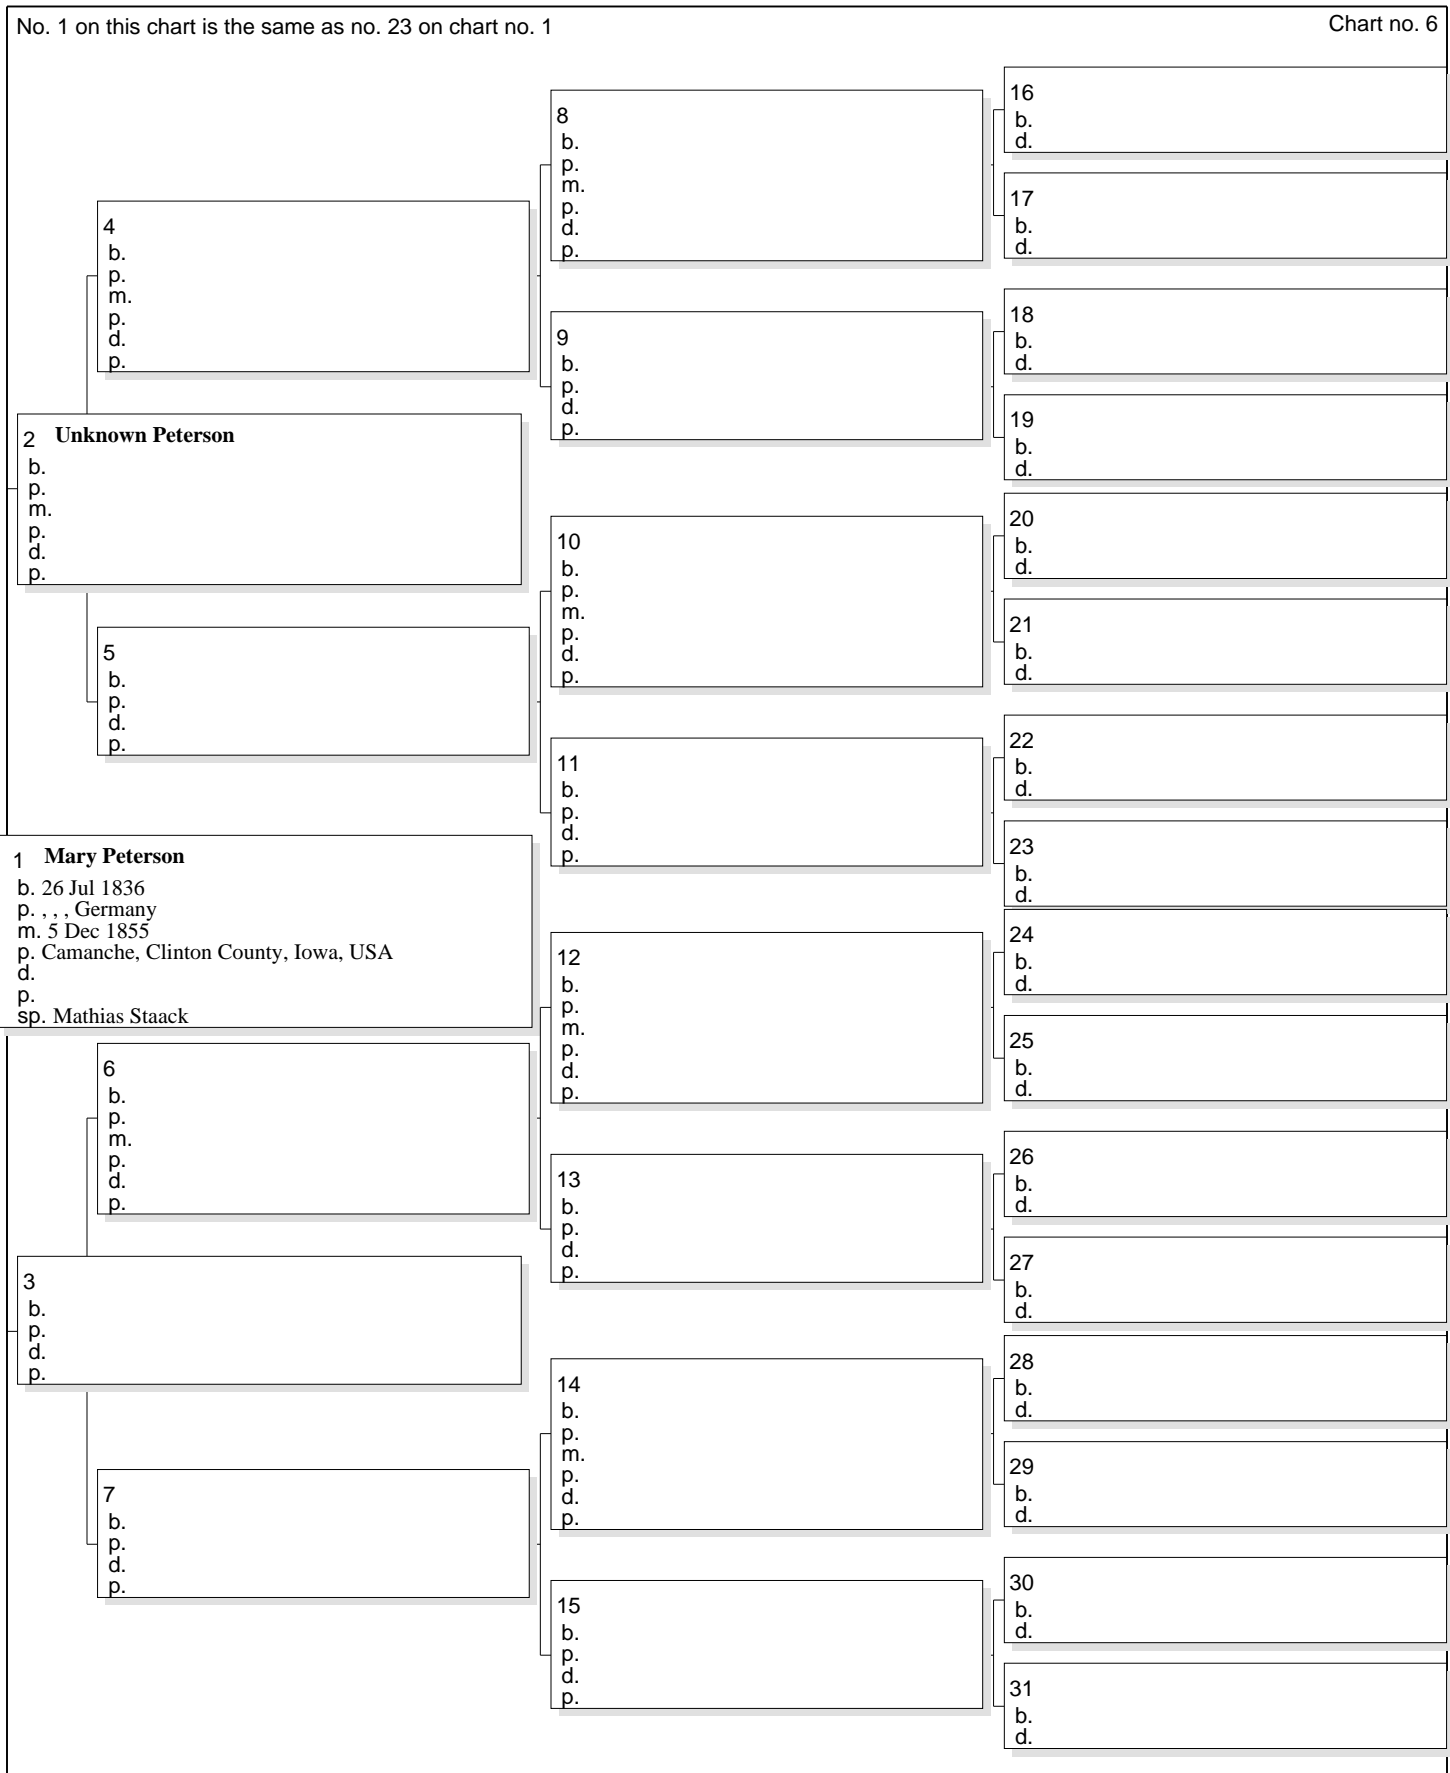 No. 1 on this chart is the same as no. 23 on chart no. 1
Chart no. 6
16
b.
d.
8
b.
p.
m.
p.
d.
p.
17
b.
d.
4
b.
p.
m.
p.
d.
p.
18
b.
d.
9
b.
p.
d.
p.
19
b.
d.
2 Unknown Peterson
b.
p.
m.
p.
d.
p.
20
b.
d.
10
b.
p.
m.
p.
d.
p.
21
b.
d.
5
b.
p.
d.
p.
22
b.
d.
11
b.
p.
d.
p.
23
b.
d.
1 Mary Peterson
b. 26 Jul 1836
p. , , , Germany
m. 5 Dec 1855
p. Camanche, Clinton County, Iowa, USA
d.
p.
sp. Mathias Staack
24
b.
d.
12
b.
p.
m.
p.
d.
p.
25
b.
d.
6
b.
p.
m.
p.
d.
p.
26
b.
d.
13
b.
p.
d.
p.
27
b.
d.
3
b.
p.
d.
p.
28
b.
d.
14
b.
p.
m.
p.
d.
p.
29
b.
d.
7
b.
p.
d.
p.
30
b.
d.
15
b.
p.
d.
p.
31
b.
d.